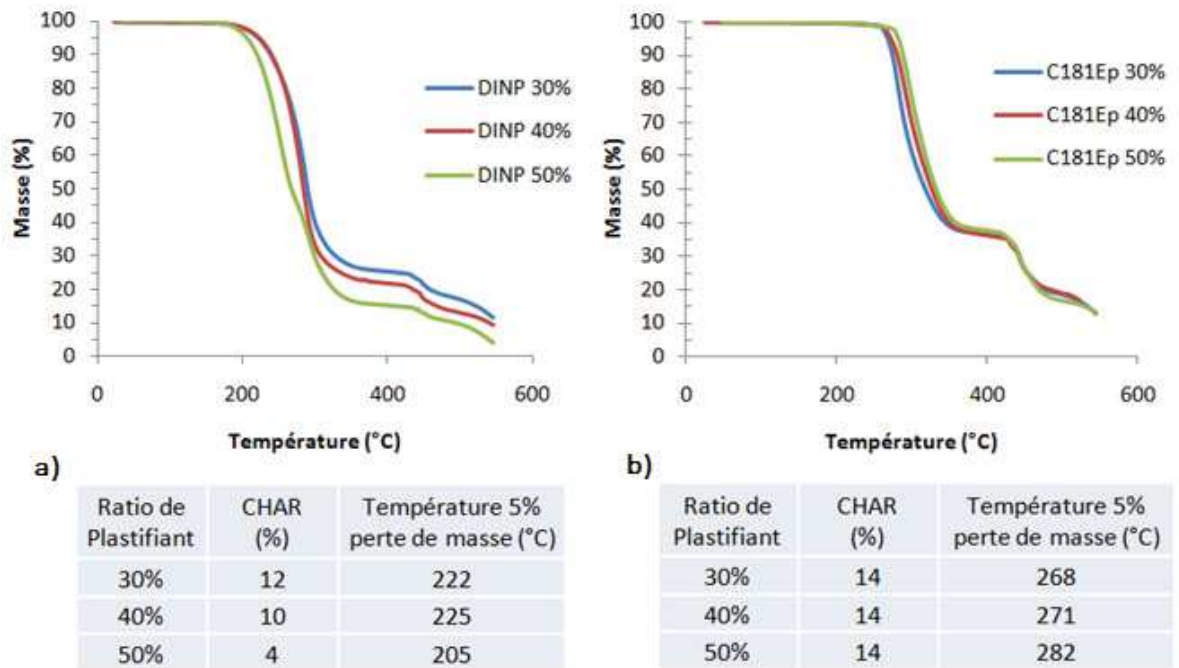 100
90
80
70
60
50
40
30
20
10
0
Masse (%)
DINP 30%
DINP 40%
DINP 50%
0
200
400
600
Température (°C)
a)
100
90
80
70
60
50
40
30
20
10
0
Masse (%)
C181Ep 30%
C181Ep 40%
C181Ep 50%
0
200
400
600
Température (°C)
b)
Ratio de CHAR Température 5%
Plastifiant (%) perte de masse (°C)
30% 12 222
40% 10 225
50% 4 205
Ratio de CHAR Température 5%
Plastifiant (%) perte de masse (°C)
30% 14 268
40% 14 271
50% 14 282